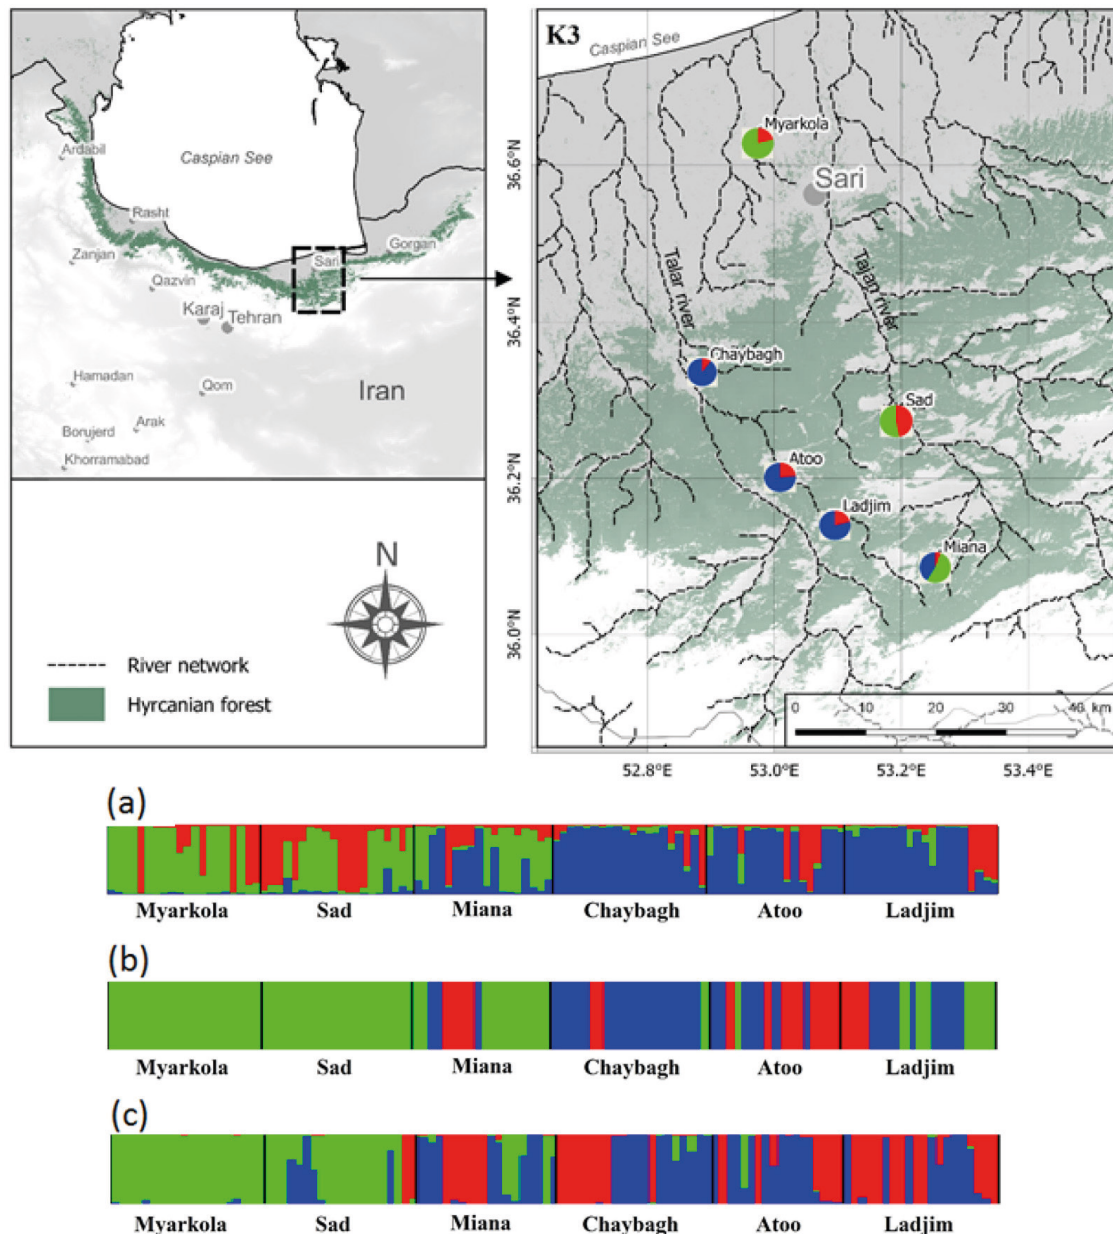 Caspian See
Ardabil
Rasht
Zanjan
Qazvin
Sari
Gorgan
Karaj
Tehran
Hamadan
Qom
Iran
Arak
Borujerd
Khorramabad
N
River network
Hyrcanian forest
K3
Caspian See
Myarkola
Sari
36.6°N
Talar river
Tajan river
36.4°N
Chaybagh
Sad
36.2°N
Atoo
Ladjim
Miana
36.0°N
0 10 20 30 40 km
52.8°E 53.0°E 53.2°E 53.4°E
(a)
Myarkola Sad Miana Chaybagh Atoo Ladjim
(b)
Myarkola Sad Miana Chaybagh Atoo Ladjim
(c)
Myarkola Sad Miana Chaybagh Atoo Ladjim